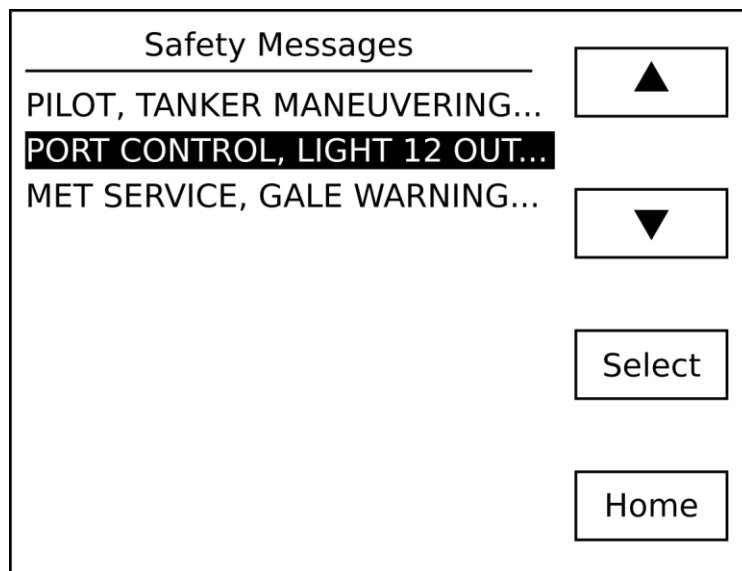 Safety Messages
PILOT, TANKER MANEUVERING...
PORT CONTROL, LIGHT 12 OUT...
MET SERVICE, GALE WARNING...
▲
▼
Select
Home